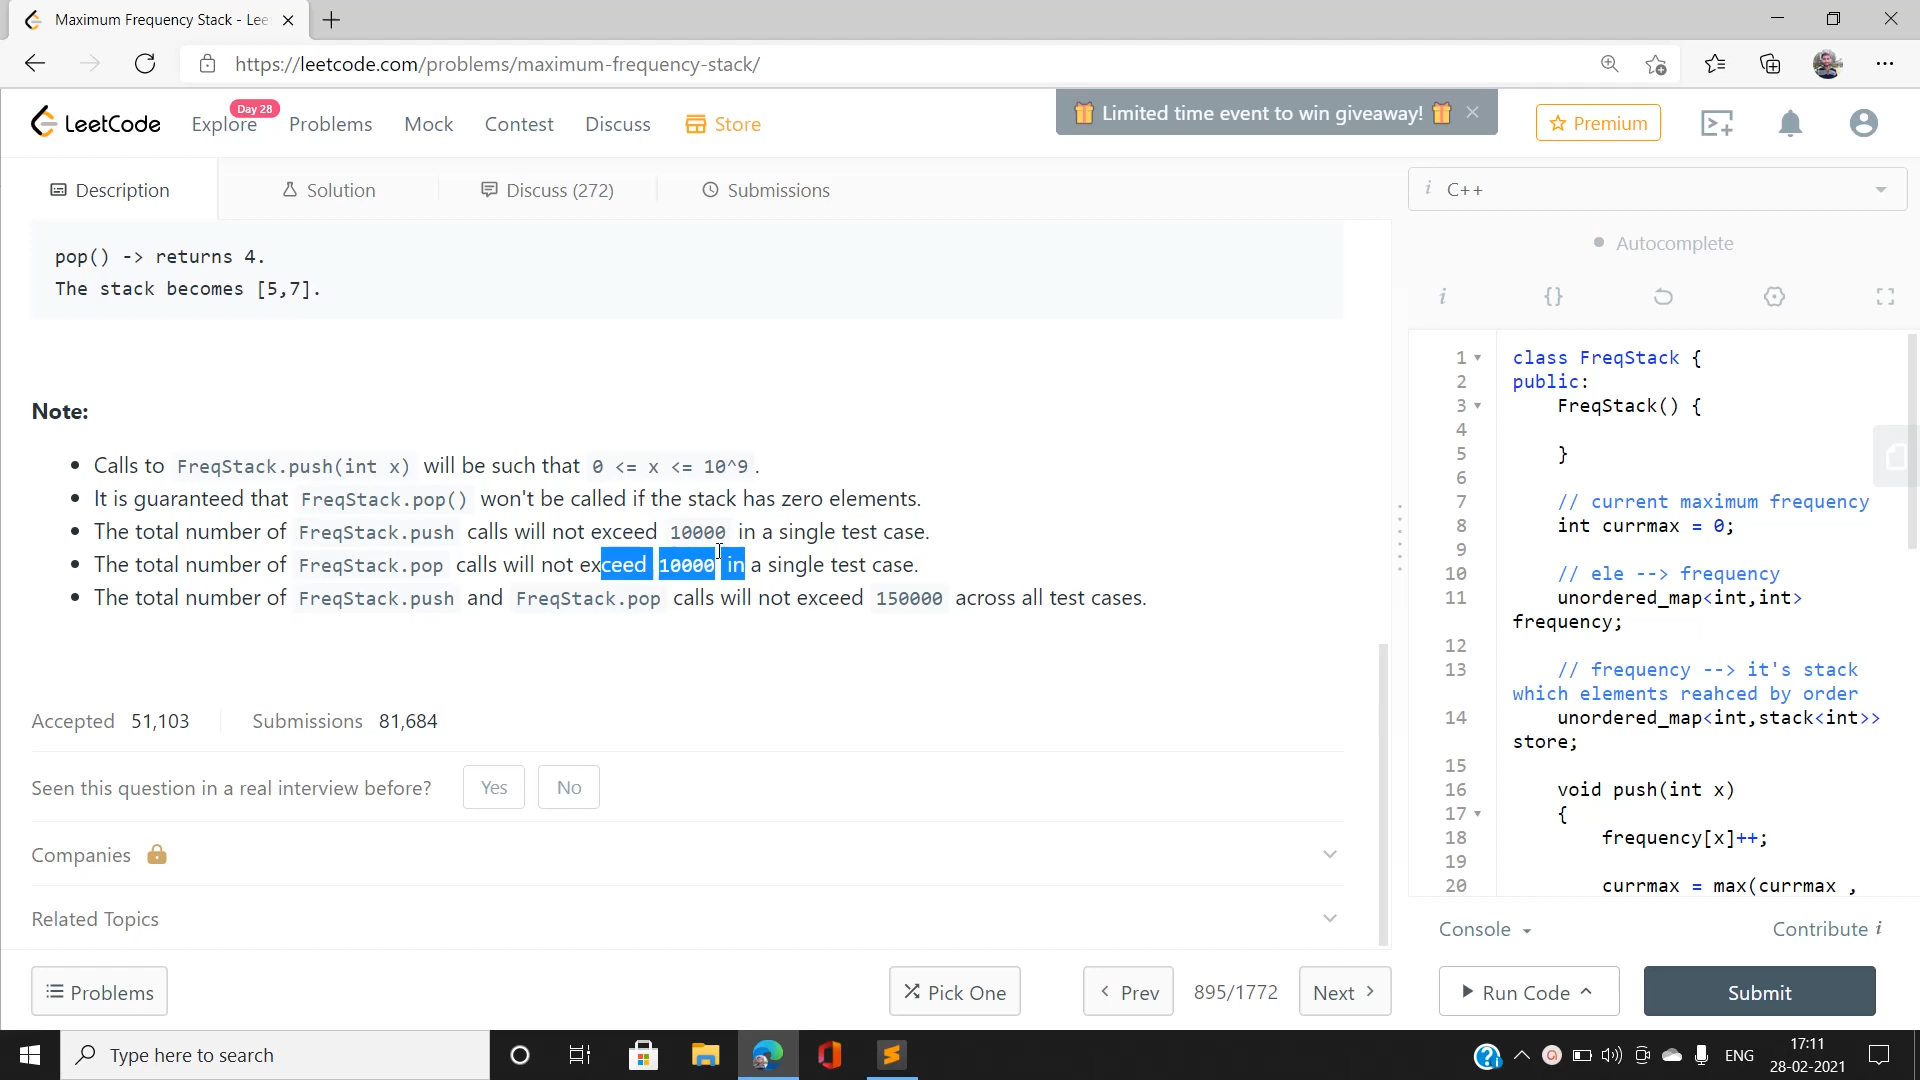 Maximum Frequency Stack - Lee
https://leetcode.com/problems/maximum-frequency-stack/
LeetCode
Explore
Day 28
Problems
Mock
Contest
Discuss
Store
Limited time event to win giveaway!
Premium
Description
Solution
Discuss (272)
Submissions
i C++
Autocomplete
i
{}
pop() -> returns 4.
The stack becomes [5,7].
Note:
• Calls to FreqStack.push(int x) will be such that 0 <= x <= 10^9.
• It is guaranteed that FreqStack.pop() won't be called if the stack has zero elements.
• The total number of FreqStack.push calls will not exceed 10000 in a single test case.
• The total number of FreqStack.pop calls will not exceed 10000 in a single test case.
• The total number of FreqStack.push and FreqStack.pop calls will not exceed 150000 across all test cases.
Accepted 51,103
Submissions 81,684
Seen this question in a real interview before?
Yes
No
Companies
Related Topics
1 class FreqStack {
2 public:
3 FreqStack() {
4
5 }
6
7 // current maximum frequency
8 int currmax = 0;
9
10 // ele --> frequency
11 unordered_map<int,int>
frequency;
12
13 // frequency --> it's stack
which elements reahced by order
14 unordered_map<int,stack<int>>
store;
15
16 void push(int x)
17 {
18 frequency[x]++;
19
20 currmax = max(currmax ,
Console
Contribute i
Problems
Pick One
Prev
895/1772
Next
Run Code
Submit
Type here to search
ENG
17:11
28-02-2021